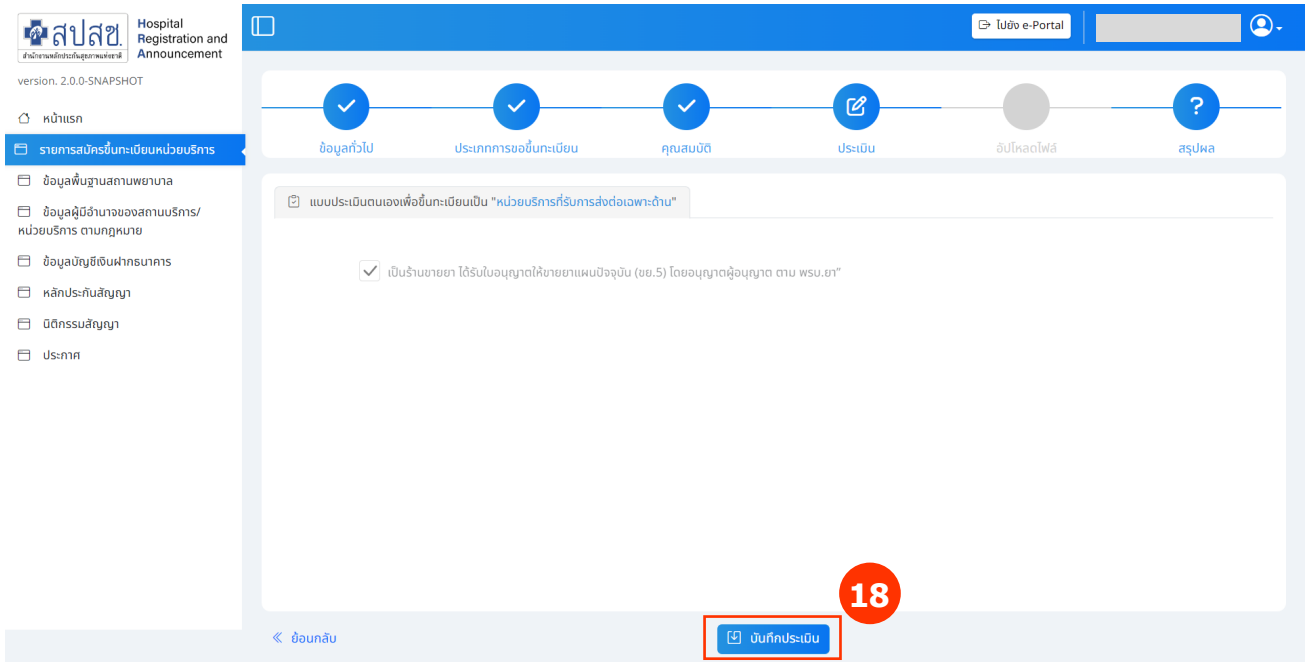 สปสช.
สำนักงานหลักประกันสุขภาพแห่งชาติ
Hospital
Registration and
Announcement
version. 2.0.0-SNAPSHOT
หน้าแรก
รายการสมัครขึ้นทะเบียนหน่วยบริการ
ข้อมูลพื้นฐานสถานพยาบาล
ข้อมูลผู้มีอำนาจของสถานบริการ/
หน่วยบริการ ตามกฎหมาย
ข้อมูลบัญชีเงินฝากธนาคาร
หลักประกันสัญญา
นิติกรรมสัญญา
ประกาศ
ไปยัง e-Portal
ข้อมูลทั่วไป
ประเภทการขอขึ้นทะเบียน
คุณสมบัติ
ประเมิน
อัปโหลดไฟล์
?
สรุปผล
แบบประเมินตนเองเพื่อขึ้นทะเบียนเป็น "หน่วยบริการที่รับการส่งต่อเฉพาะด้าน"
เป็นร้านขายยา ได้รับใบอนุญาตให้ขายยาแผนปัจจุบัน (ขย.5) โดยอนุญาตผู้อนุญาต ตาม พรบ.ยา"
18
ย้อนกลับ
บันทึกประเมิน